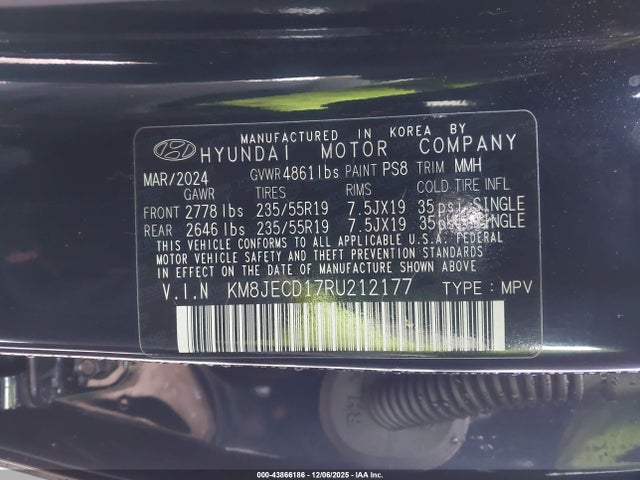 MANUFACTURED IN KOREA BY
HYUNDAI MOTOR COMPANY
MAR/2024 GVWR 4861 lbs PAINT PS8 TRIM MMH
GAWR TIRES RIMS COLD TIRE INFL
FRONT 2778 lbs 235/55R19 7.5JX19 35 psi SINGLE
REAR 2646 lbs 235/55R19 7.5JX19 35 psi SINGLE
THIS VEHICLE CONFORMS TO ALL APPLICABLE U.S.A. FEDERAL
MOTOR VEHICLE SAFETY AND THEFT PREVENTION STANDARDS
IN EFFECT ON THE DATE OF MANUFACTURE SHOWN ABOVE.
V.I.N KM8JECD17RU212177 TYPE : MPV
000-43866186 - 12/06/2025 - IAA Inc.